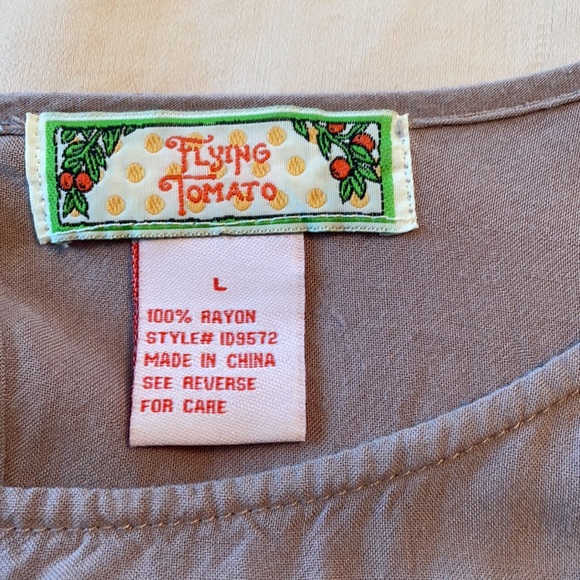 FLYING
TOMATO
L
100% RAYON
STYLE# ID9572
MADE IN CHINA
SEE REVERSE
FOR CARE